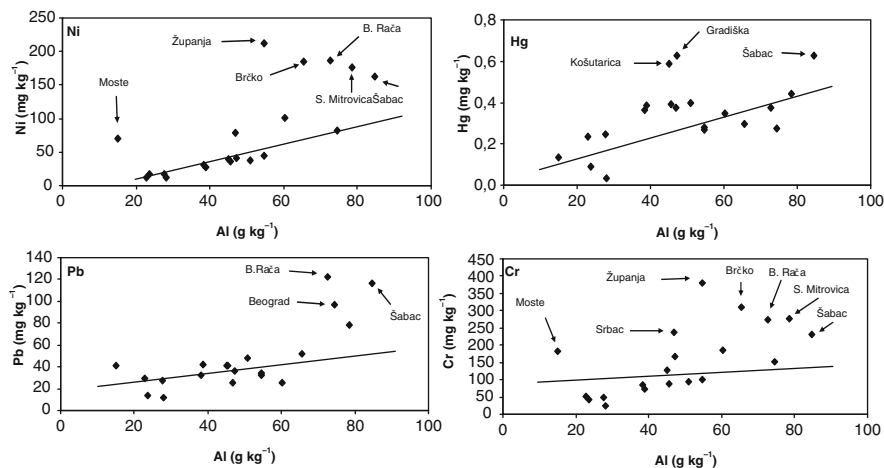 Ni
Ni (mg kg⁻¹)
250
200
150
100
50
0
Županja
B. Rača
Brčko
Moste
S. MitrovicaŠabac
0 20 40 60 80 100
Al (g kg⁻¹)
Hg
Hg (mg kg⁻¹)
0,8
0,6
0,4
0,2
0,0
Gradiška
Košutarica
Šabac
0 20 40 60 80 100
Al (g kg⁻¹)
Pb
Pb (mg kg⁻¹)
140
120
100
80
60
40
20
0
B.Rača
Beograd
Šabac
0 20 40 60 80 100
Al (g kg⁻¹)
Cr
Cr (mg kg⁻¹)
450
400
350
300
250
200
150
100
50
0
Županja
Brčko
B. Rača
S. Mitrovica
Moste
Šabac
Srbac
0 20 40 60 80 100
Al (g kg⁻¹)